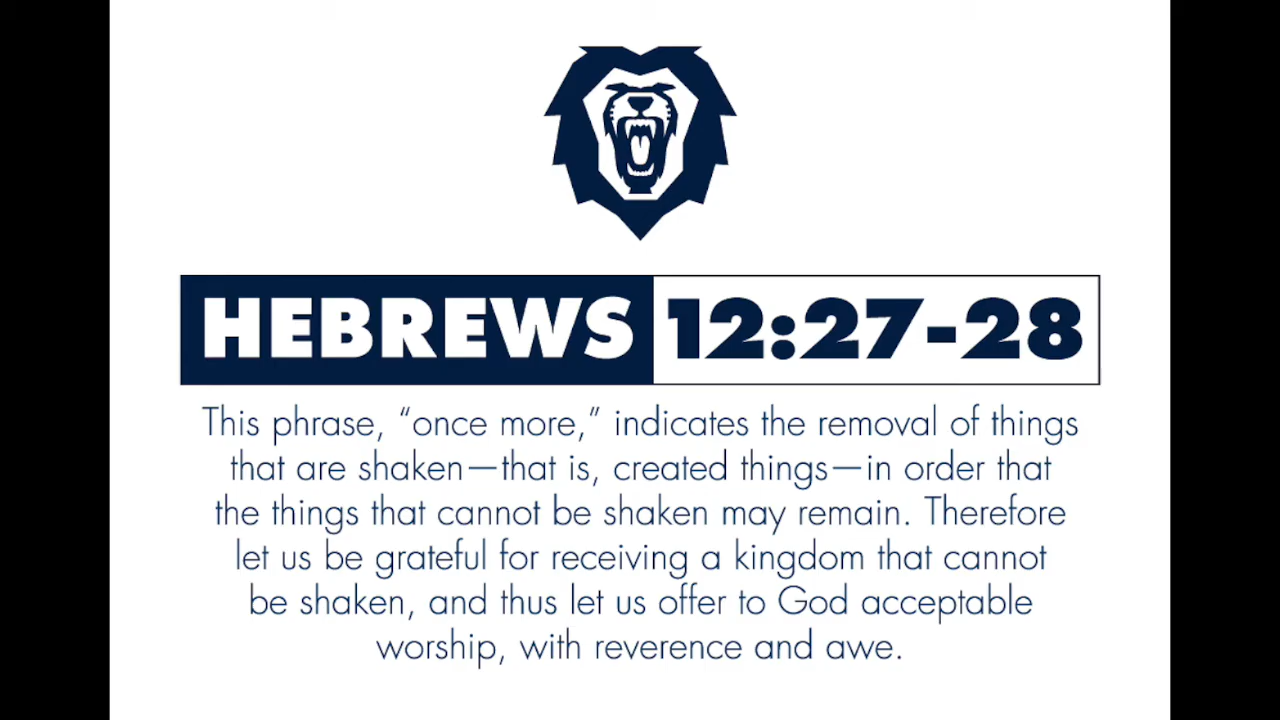 HEBREWS 12:27-28
This phrase, “once more,” indicates the removal of things
that are shaken—that is, created things—in order that
the things that cannot be shaken may remain. Therefore
let us be grateful for receiving a kingdom that cannot
be shaken, and thus let us offer to God acceptable
worship, with reverence and awe.